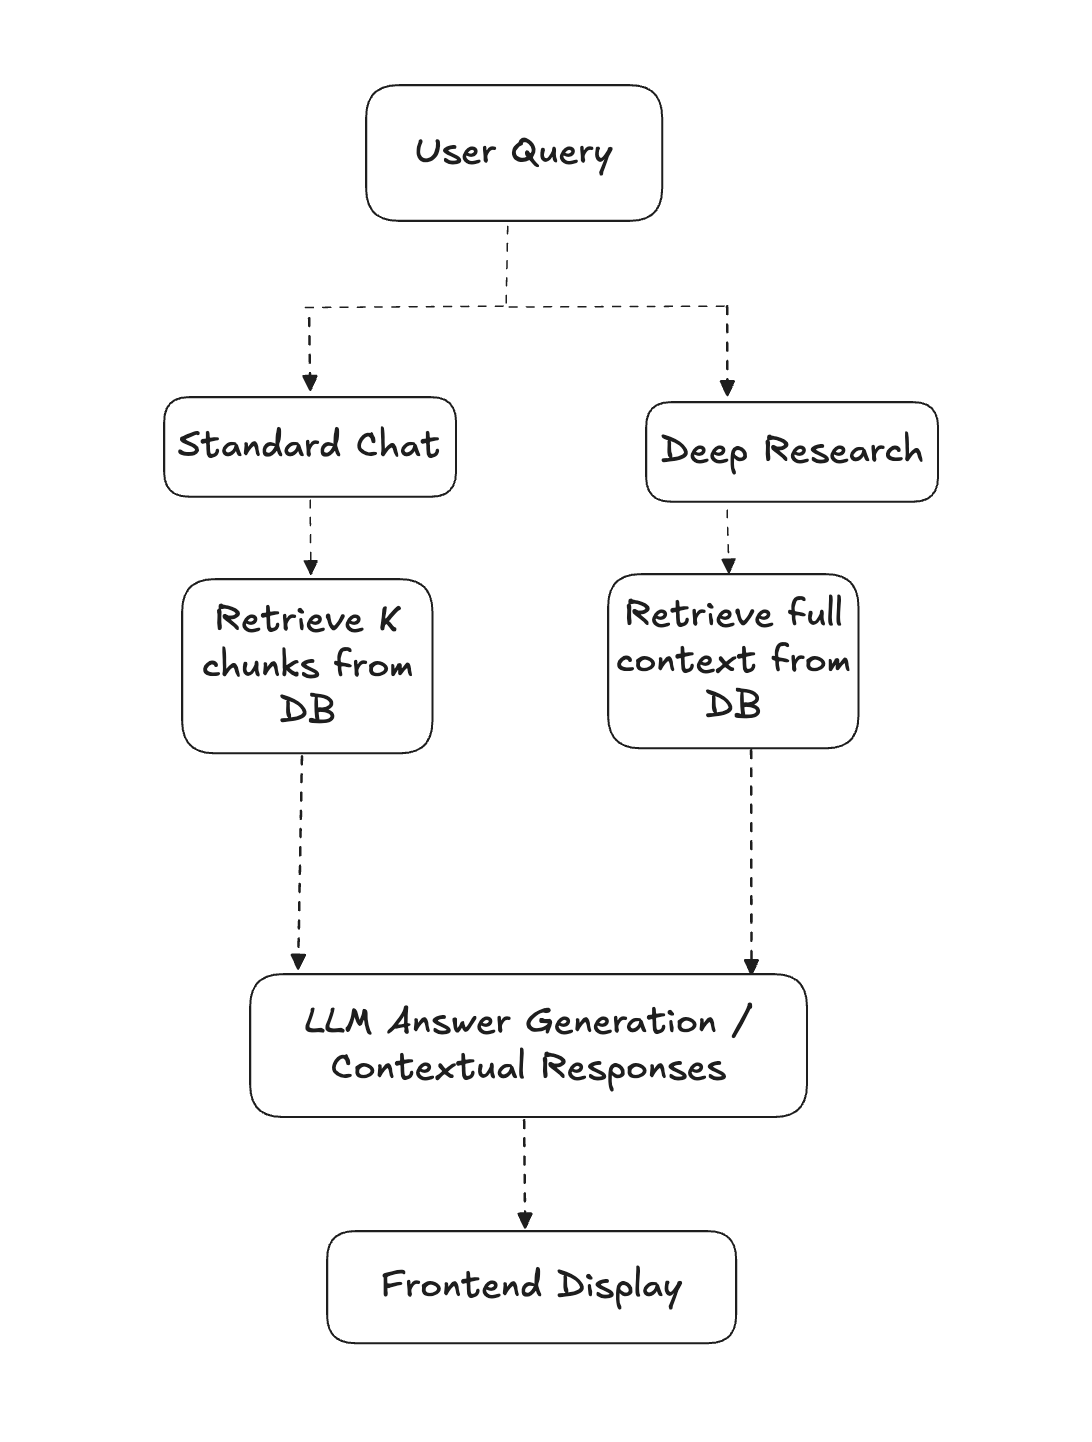 User Query
Standard Chat
Deep Research
Retrieve K
chunks from
DB
Retrieve full
context from
DB
LLM Answer Generation /
Contextual Responses
Frontend Display